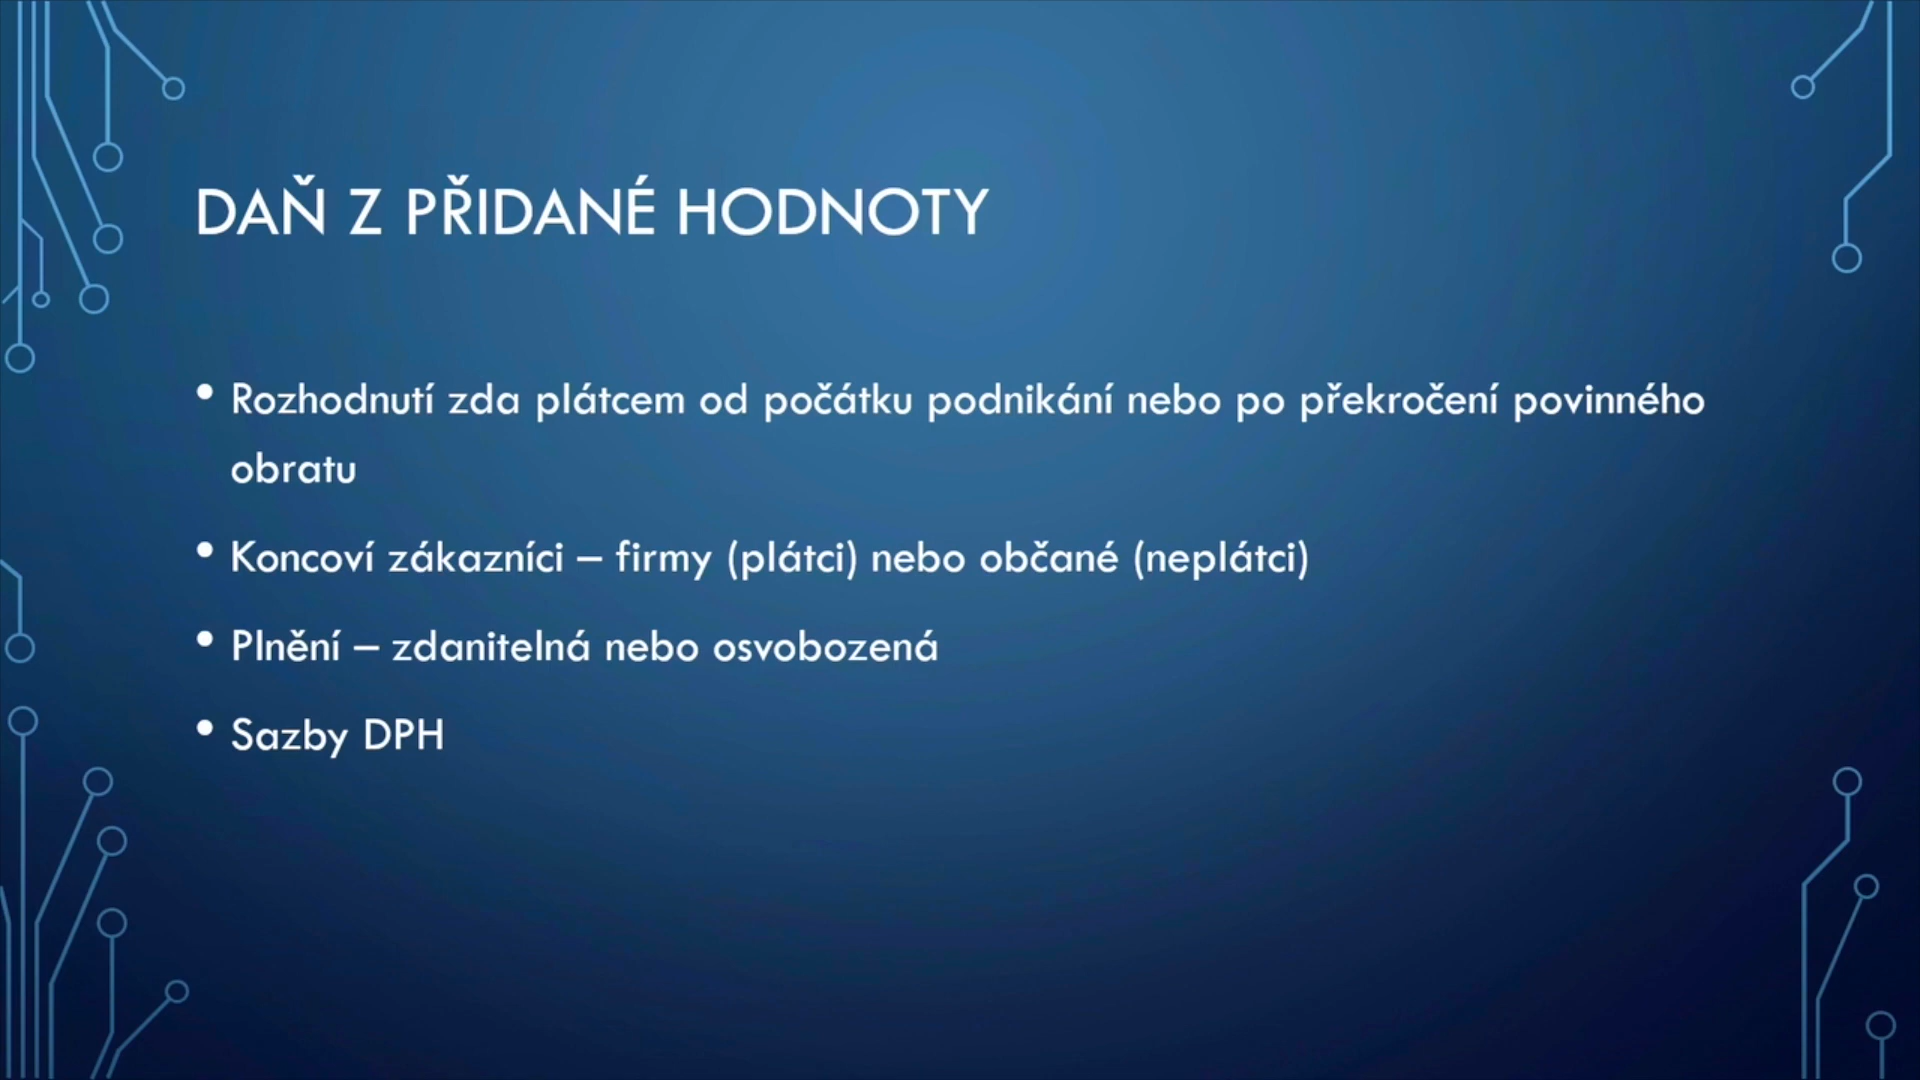 DAŇ Z PŘIDANÉ HODNOTY
• Rozhodnutí zda plátcem od počátku podnikání nebo po překročení povinného
obratu
• Koncoví zákazníci – firmy (plátci) nebo občané (neplátci)
• Plnění – zdanitelná nebo osvobozená
• Sazby DPH